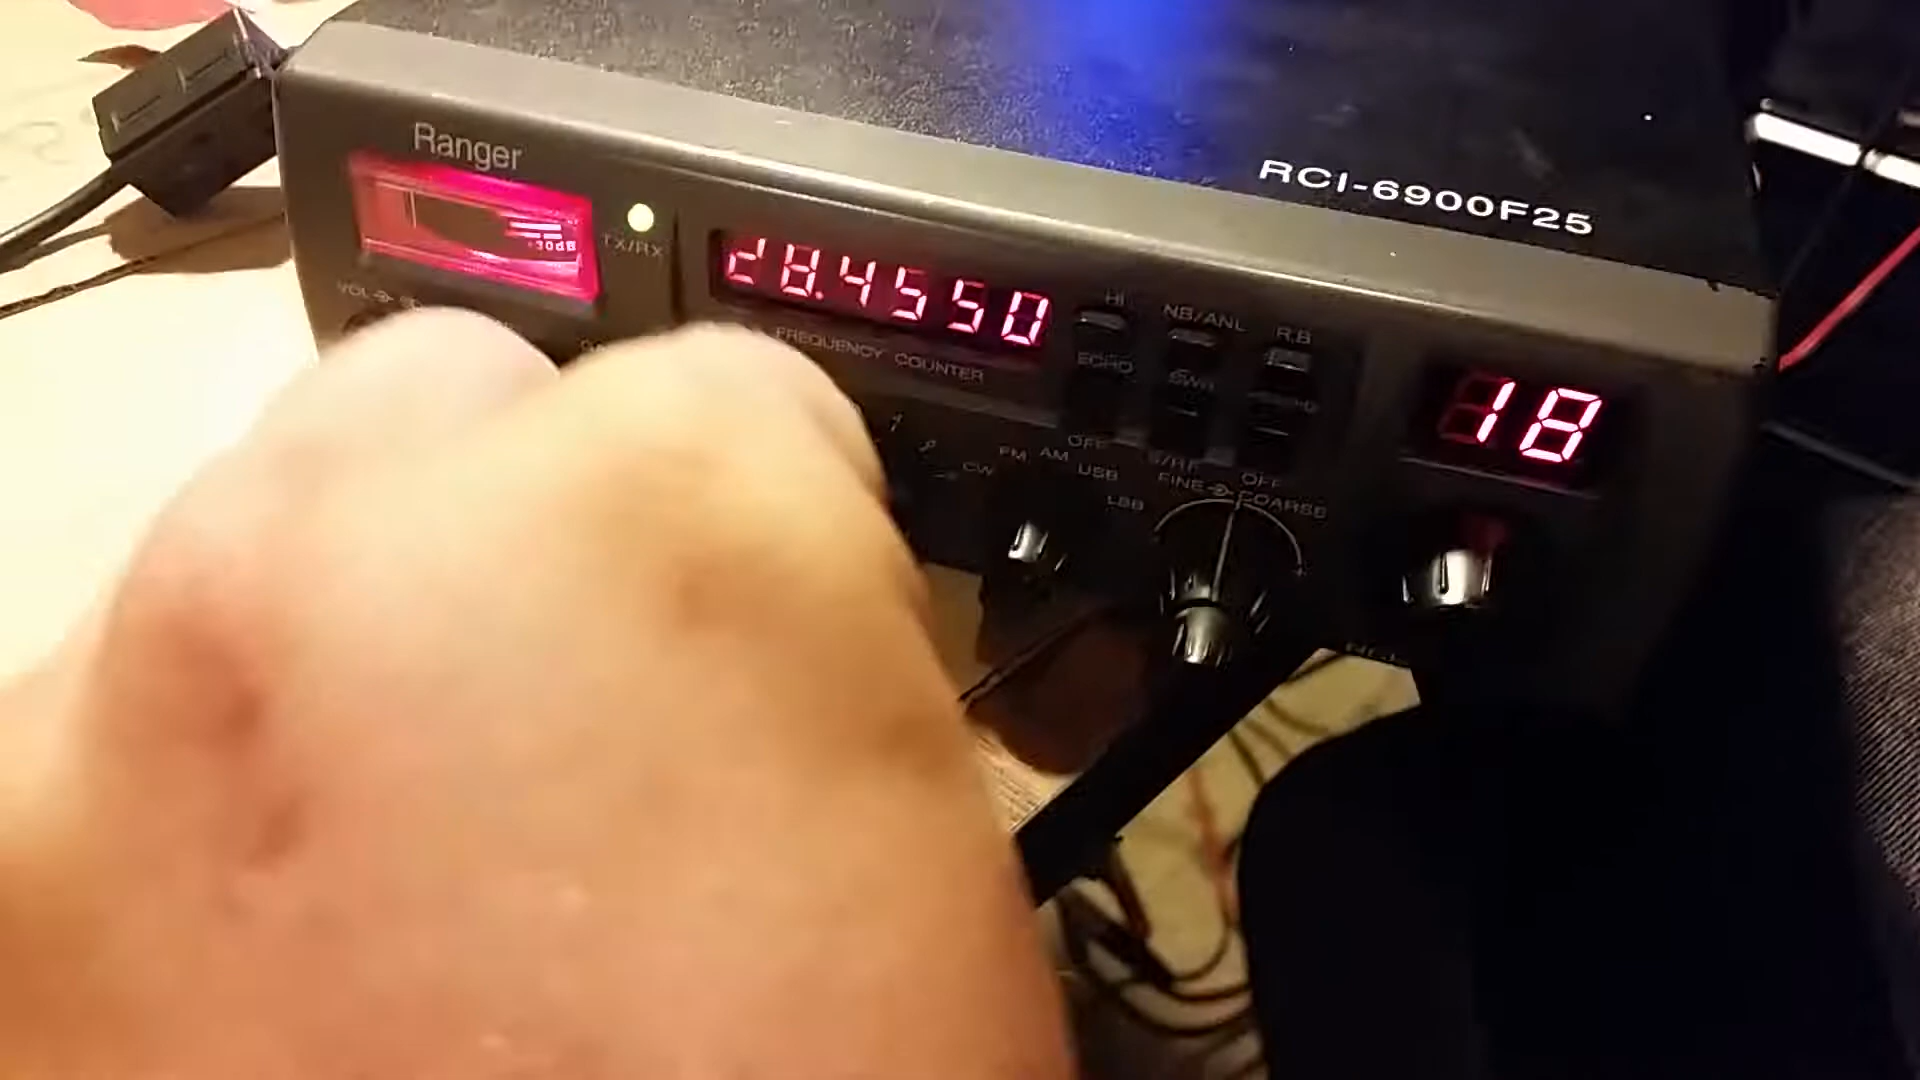 Ranger
RCI-6900F25
+30dB
TX/RX
28.4550
FREQUENCY COUNTER
VOL
HI
NB/ANL
R.B
ECHO
SWR
18
OFF
S/RF
OFF
FM
AM
USB
LSB
CW
FINE
COARSE